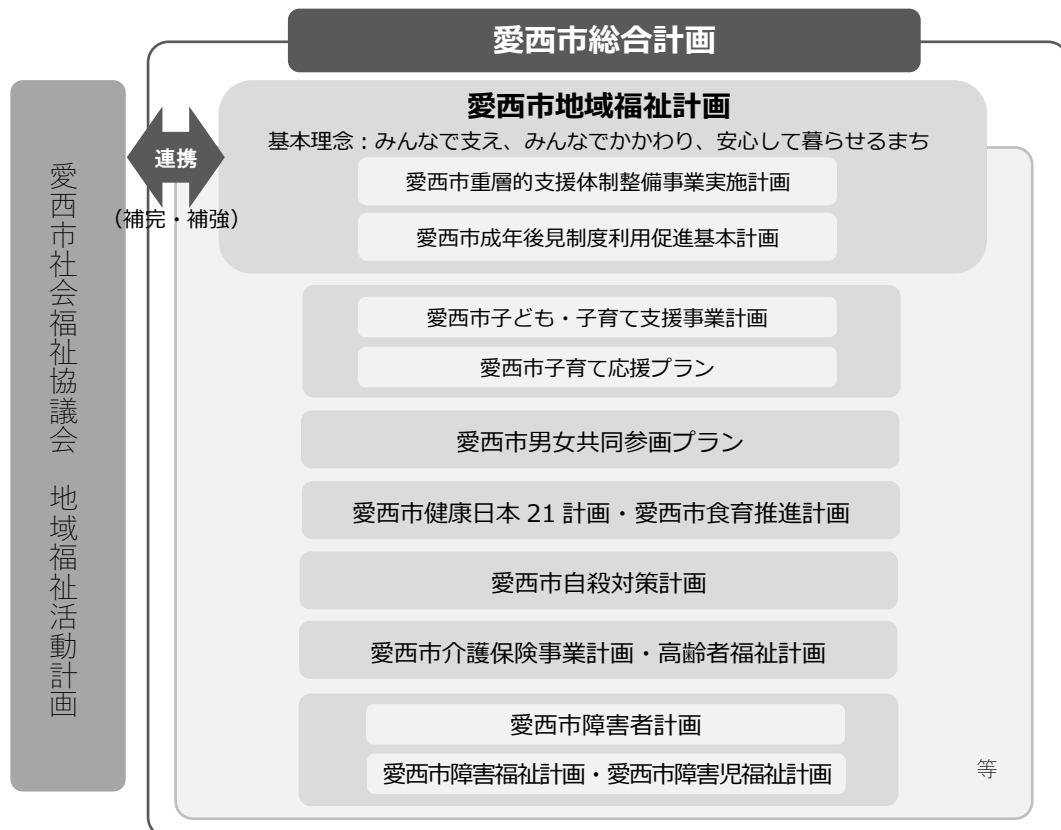 愛西市総合計画
愛西市地域福祉計画
基本理念：みんなで支え、みんなでかかわり、安心して暮らせるまち
連携
（補完・補強）
愛西市社会福祉協議会　地域福祉活動計画
愛西市重層的支援体制整備事業実施計画
愛西市成年後見制度利用促進基本計画
愛西市子ども・子育て支援事業計画
愛西市子育て応援プラン
愛西市男女共同参画プラン
愛西市健康日本 21 計画・愛西市食育推進計画
愛西市自殺対策計画
愛西市介護保険事業計画・高齢者福祉計画
愛西市障害者計画
愛西市障害福祉計画・愛西市障害児福祉計画
等